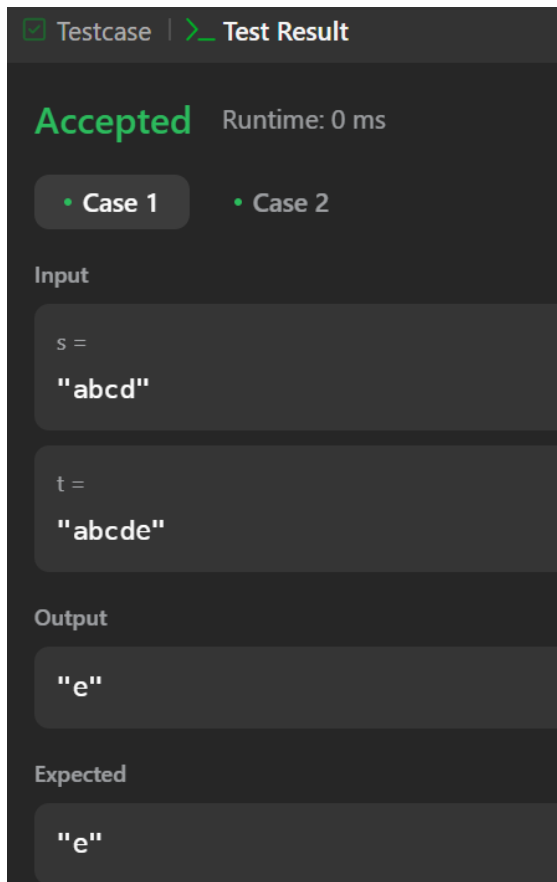 Testcase | >_ Test Result
Accepted Runtime: 0 ms
• Case 1 • Case 2
Input
s =
"abcd"
t =
"abcde"
Output
"e"
Expected
"e"